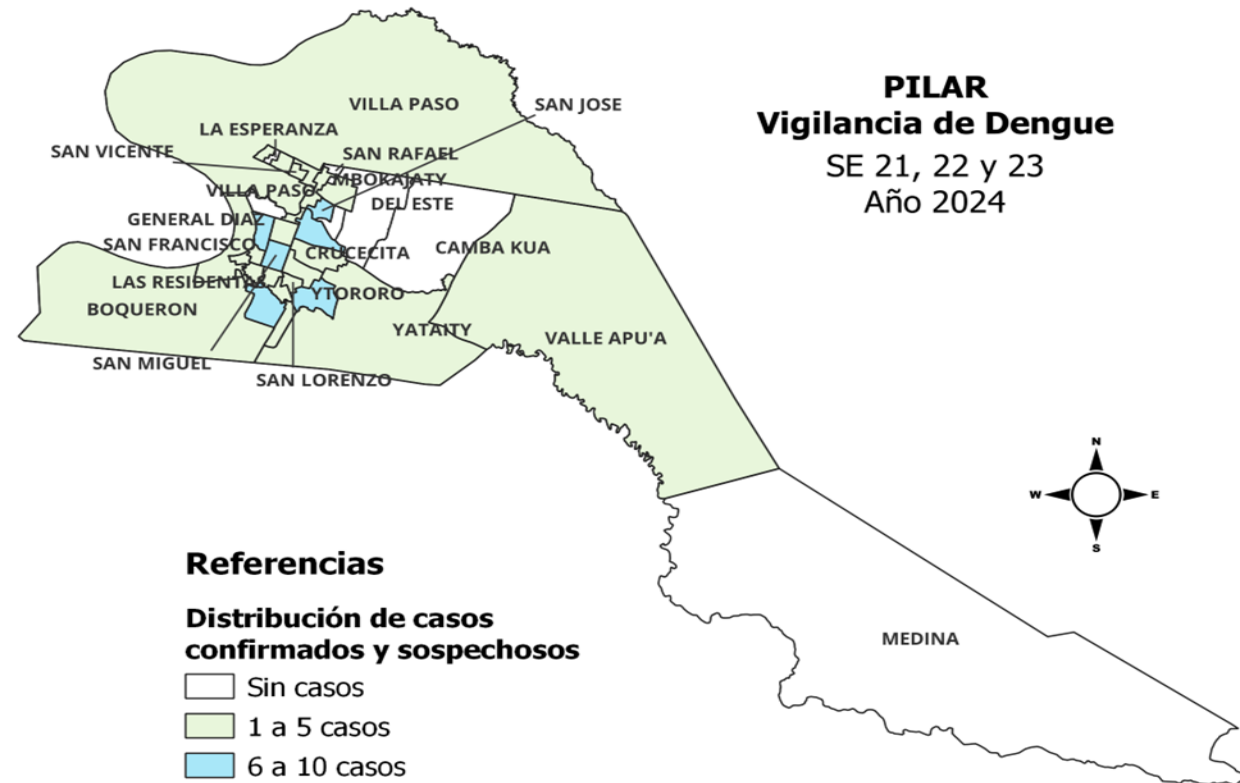 PILAR
Vigilancia de Dengue
SE 21, 22 y 23
Año 2024
VILLA PASO
SAN JOSE
LA ESPERANZA
SAN VICENTE
SAN RAFAEL
MBOKAJATY
DEL ESTE
VILLA PASO
GENERAL DIAZ
SAN FRANCISCO
CRUCECITA
CAMBA KUA
LAS RESIDENTAS
YTORORO
BOQUERON
YATAITY
VALLE APU'A
SAN MIGUEL
SAN LORENZO
N
W
E
S
MEDINA
Referencias
Distribución de casos
confirmados y sospechosos
Sin casos
1 a 5 casos
6 a 10 casos